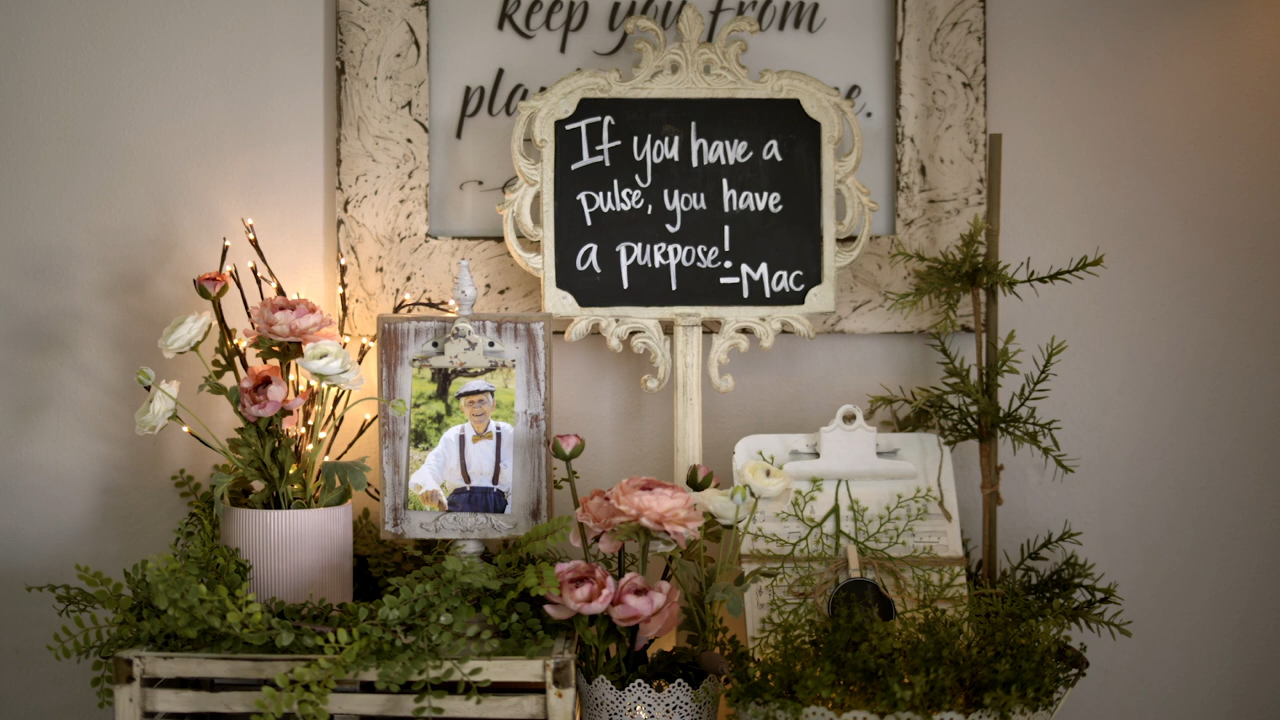 keep you from
If you have a
pulse, you have
a purpose!
-Mac